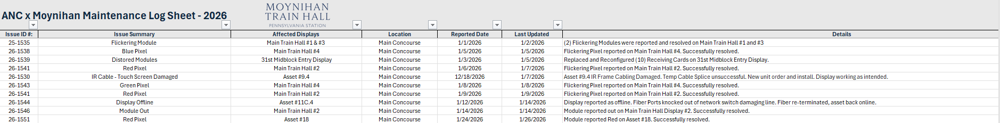 ANC x Moynihan Maintenance Log Sheet - 2026
MOYNIHAN
TRAIN HALL
PENNSYLVANIA STATION
Issue ID #: Issue Summary Affected Displays Location Reported Date Last Updated Details
25-1535 Flickering Module Main Train Hall #1 & #3 Main Concourse 1/1/2026 1/2/2026 (2) Flickering Modules were reported and resolved on Main Train Hall #1 and #3
26-1538 Blue Pixel Main Train Hall #4 Main Concourse 1/5/2026 1/5/2026 Flickering Pixel reported on Main Train Hall #4. Successfully resolved.
26-1539 Distored Modules 31st Midblock Entry Display Main Concourse 1/3/2026 1/5/2026 Replaced and Reconfigured (10) Receiving Cards on 31st Midblock Entry Display.
26-1541 Red Pixel Main Train Hall #2 Main Concourse 1/6/2026 1/7/2026 Flickering Pixel reported on Main Train Hall #2. Successfully resolved.
26-1530 IR Cable - Touch Screen Damaged Asset #9.4 Main Concourse 12/18/2026 1/7/2026 Asset #9.4 IR Frame Cabling Damaged. Temp Cable Splice unsuccessful. New unit order and install. Display working as intended.
26-1543 Green Pixel Main Train Hall #4 Main Concourse 1/8/2026 1/8/2026 Flickering Pixel reported on Main Train Hall #4. Successfully resolved.
26-1541 Red Pixel Main Train Hall #2 Main Concourse 1/9/2026 1/9/2026 Flickering Pixel reported on Main Train Hall #2. Successfully resolved.
26-1544 Display Offline Asset #11C.4 Main Concourse 1/12/2026 1/14/2026 Display reported as offline. Fiber Ports knocked out of network switch damaging line. Fiber re-terminated, asset back online.
26-1546 Module Out Main Train Hall #2 Main Concourse 1/14/2026 1/14/2026 Module reported out on Main Train Hall Display #2. Successfully resolved.
26-1551 Red Pixel Asset #18 Main Concourse 1/24/2026 1/26/2026 Module reported Red on Asset #18. Successfully resolved.